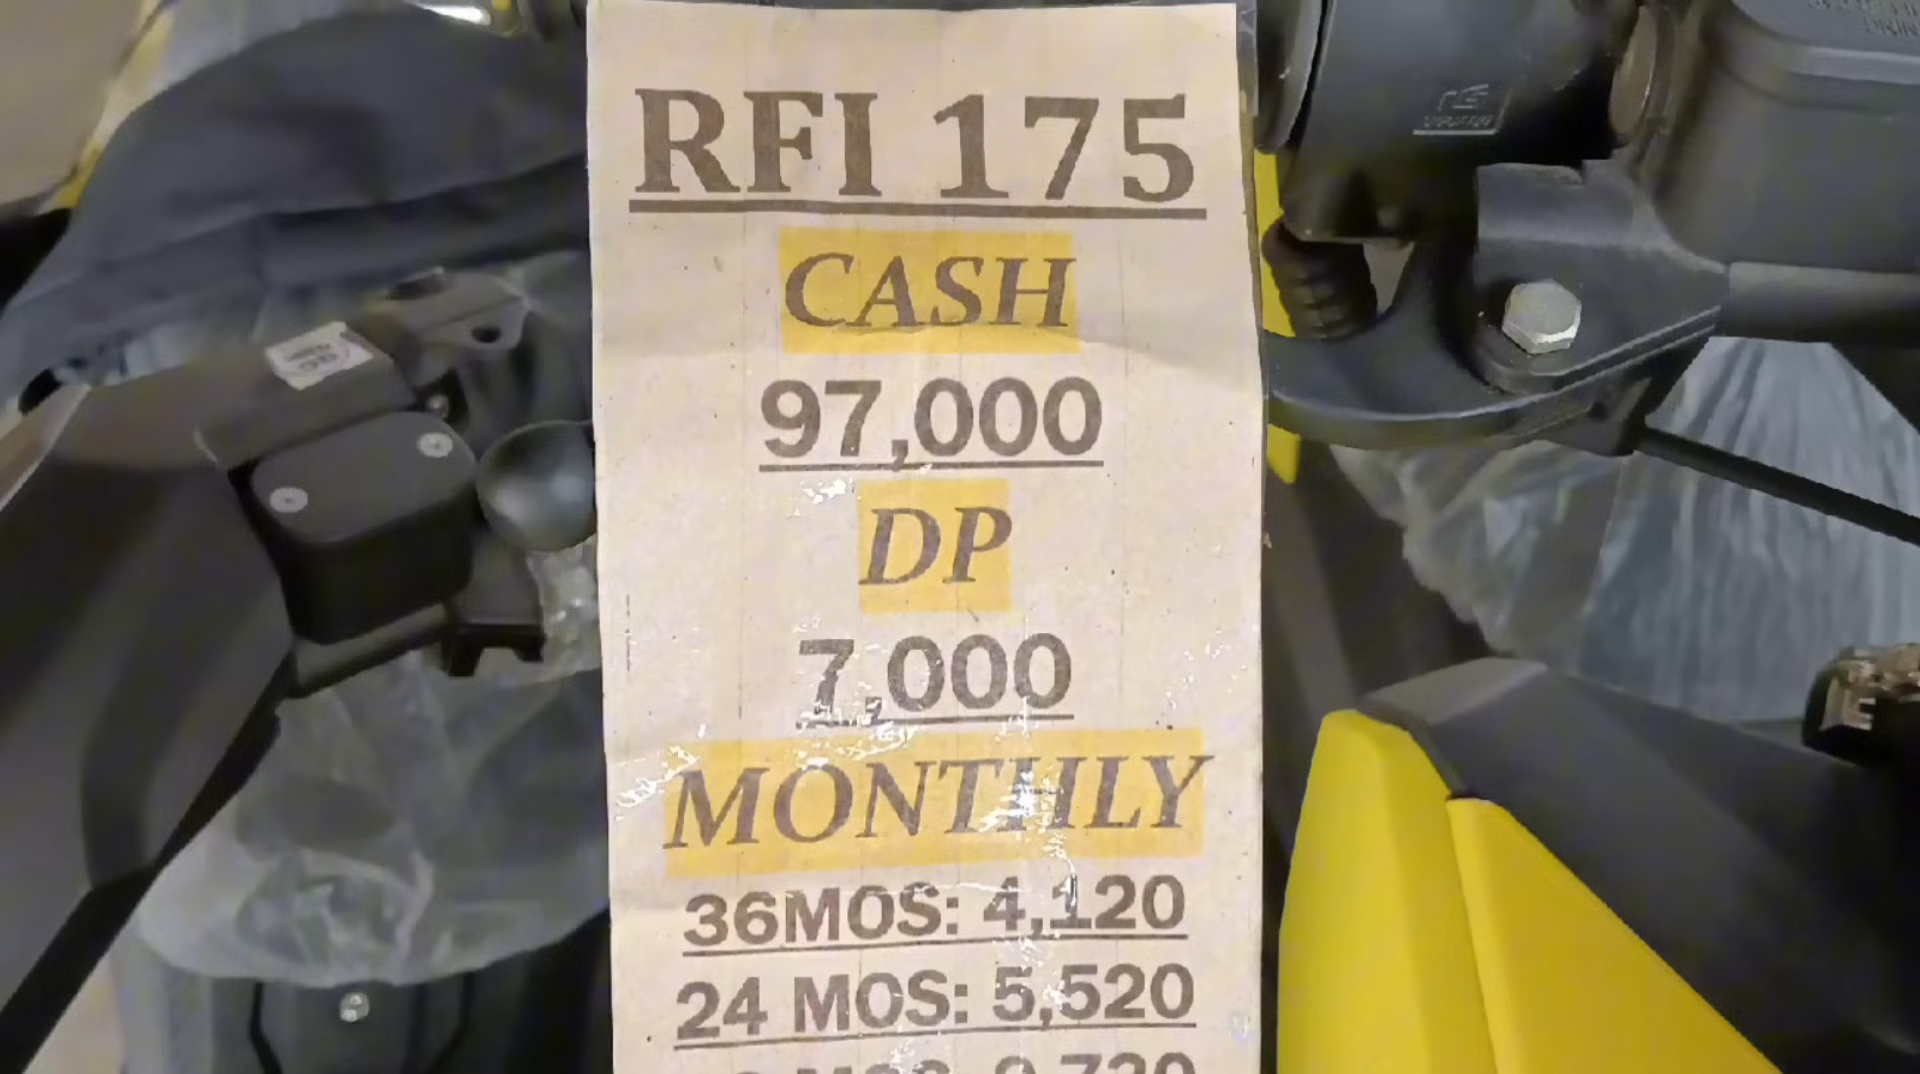 RFI 175
CASH
97,000
DP
7,000
MONTHLY
36MOS: 4,120
24 MOS: 5,520